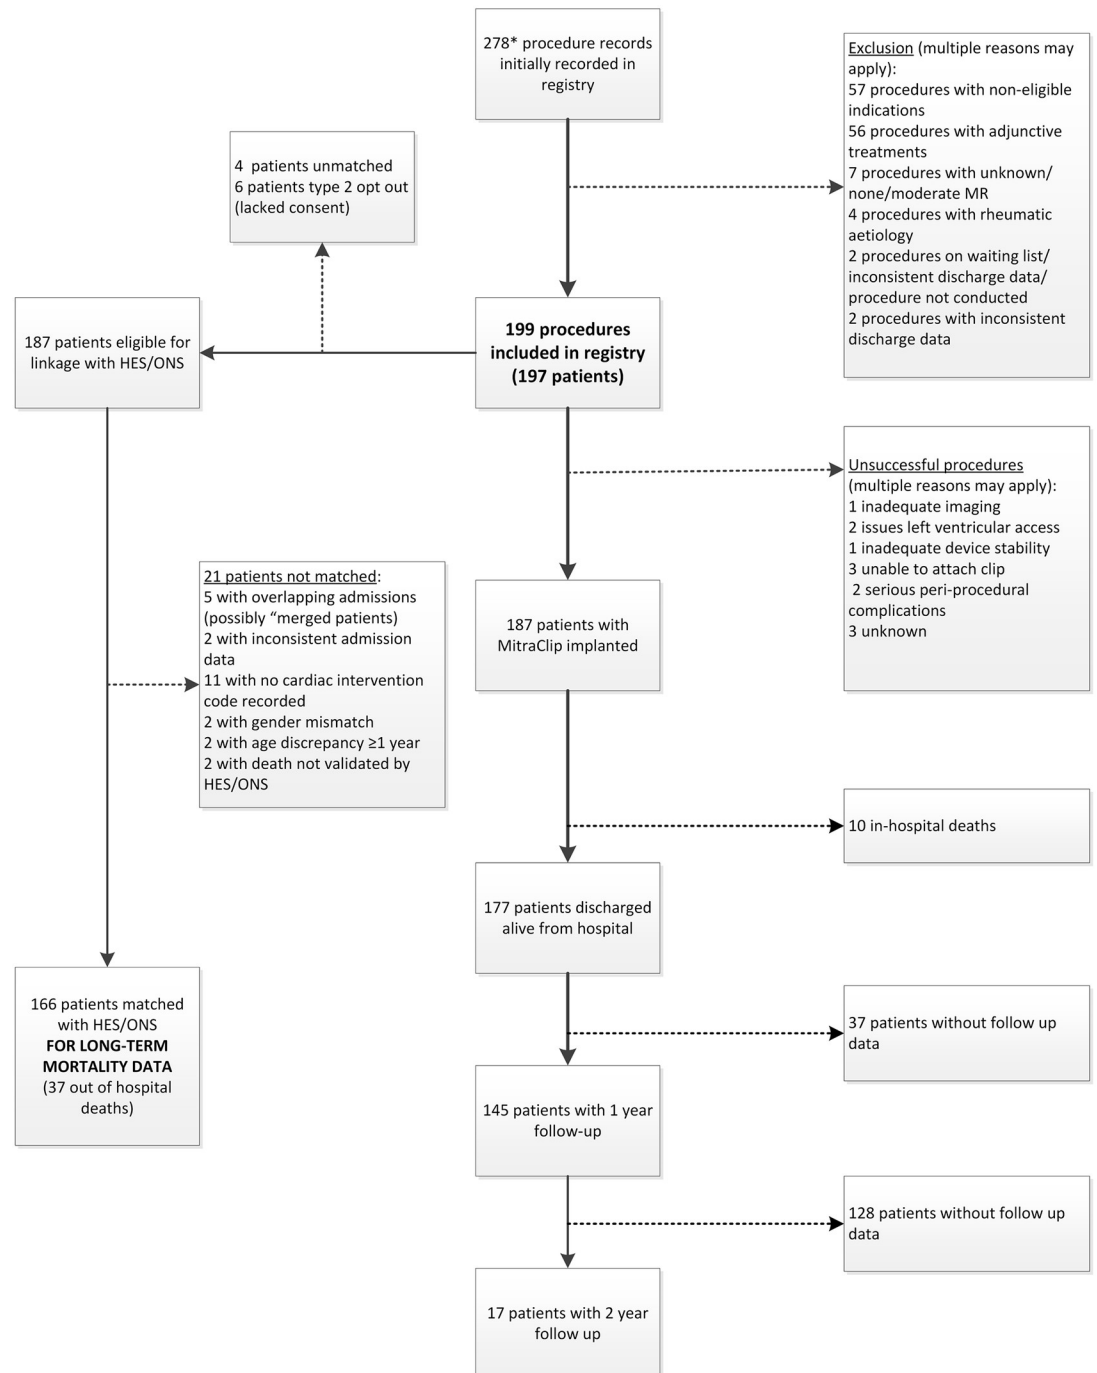 278* procedure records
initially recorded in
registry
Exclusion (multiple reasons may
apply):
57 procedures with non-eligible
indications
56 procedures with adjunctive
treatments
7 procedures with unknown/
none/moderate MR
4 procedures with rheumatic
aetiology
2 procedures on waiting list/
inconsistent discharge data/
procedure not conducted
2 procedures with inconsistent
discharge data
4 patients unmatched
6 patients type 2 opt out
(lacked consent)
187 patients eligible for
linkage with HES/ONS
199 procedures
included in registry
(197 patients)
Unsuccessful procedures
(multiple reasons may apply):
1 inadequate imaging
2 issues left ventricular access
1 inadequate device stability
3 unable to attach clip
2 serious peri-procedural
complications
3 unknown
21 patients not matched:
5 with overlapping admissions
(possibly “merged patients)
2 with inconsistent admission
data
11 with no cardiac intervention
code recorded
2 with gender mismatch
2 with age discrepancy ≥1 year
2 with death not validated by
HES/ONS
187 patients with
MitraClip implanted
10 in-hospital deaths
177 patients discharged
alive from hospital
166 patients matched
with HES/ONS
FOR LONG-TERM
MORTALITY DATA
(37 out of hospital
deaths)
37 patients without follow up
data
145 patients with 1 year
follow-up
128 patients without follow up
data
17 patients with 2 year
follow up